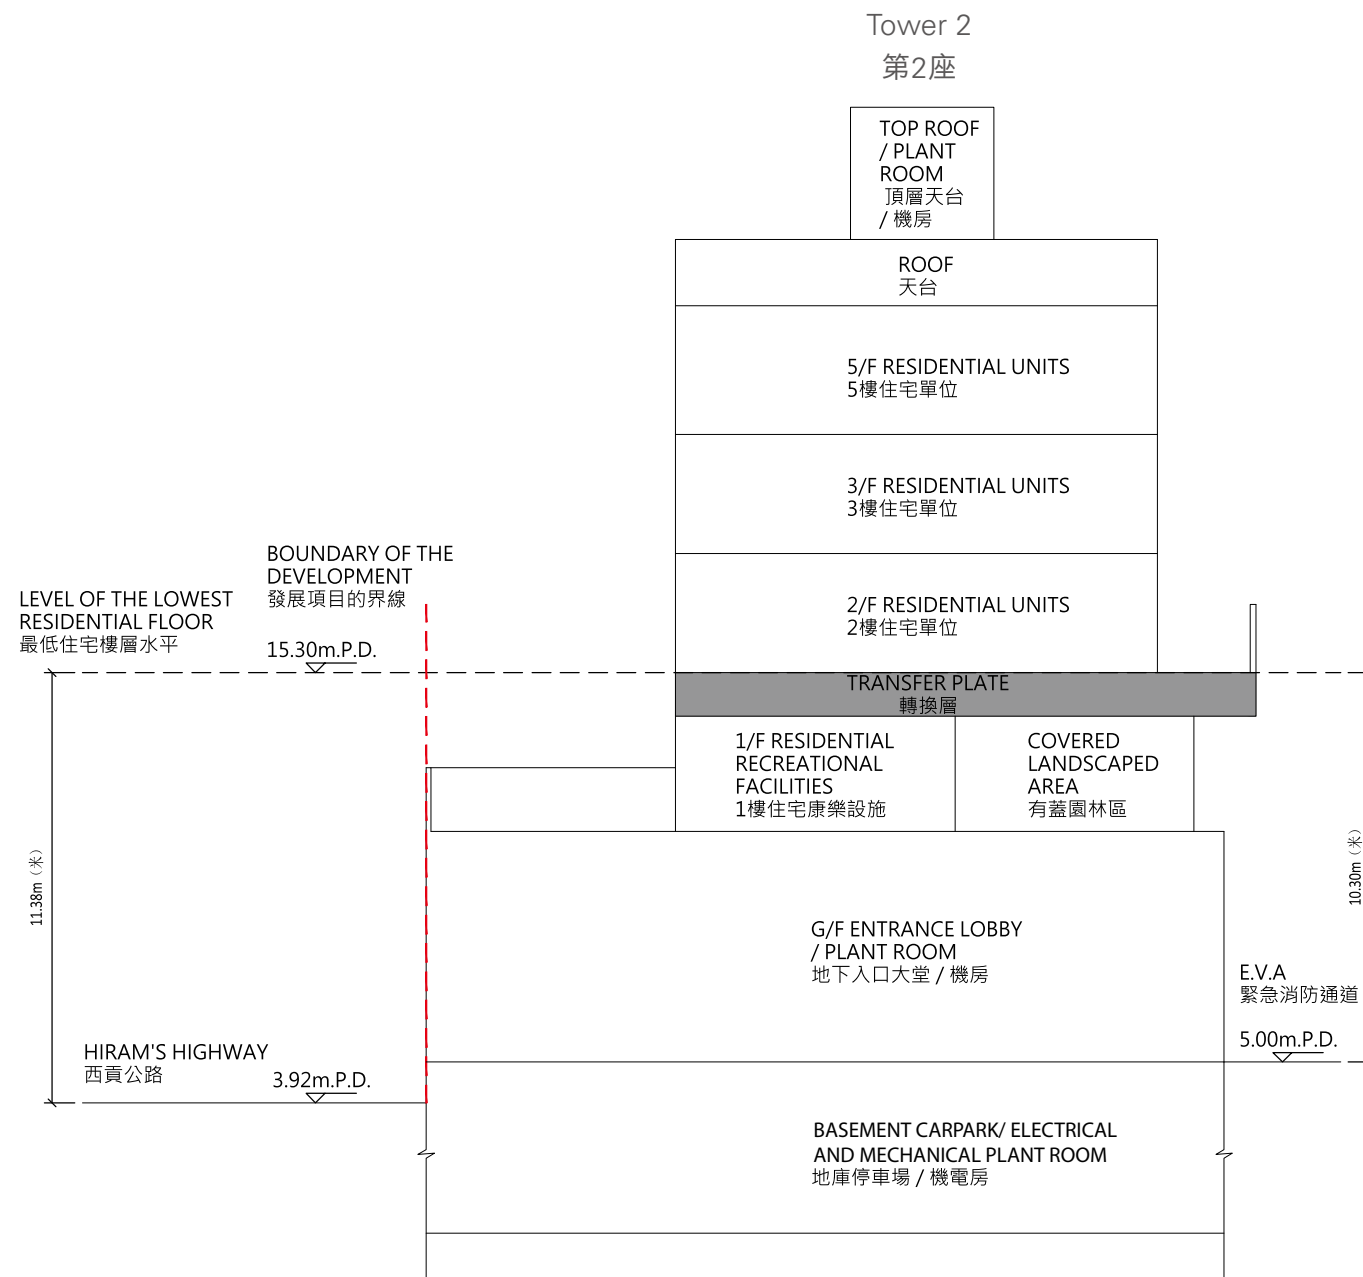 Tower 2
第2座
TOP ROOF
/ PLANT
ROOM
頂層天台
/ 機房
ROOF
天台
5/F RESIDENTIAL UNITS
5樓住宅單位
3/F RESIDENTIAL UNITS
3樓住宅單位
BOUNDARY OF THE
DEVELOPMENT
發展項目的界線
LEVEL OF THE LOWEST
RESIDENTIAL FLOOR
最低住宅樓層水平
15.30m.P.D.
2/F RESIDENTIAL UNITS
2樓住宅單位
TRANSFER PLATE
轉換層
1/F RESIDENTIAL
RECREATIONAL
FACILITIES
1樓住宅康樂設施
COVERED
LANDSCAPED
AREA
有蓋園林區
11.38m（米）
10.30m（米）
G/F ENTRANCE LOBBY
/ PLANT ROOM
地下入口大堂 / 機房
E.V.A
緊急消防通道
5.00m.P.D.
HIRAM'S HIGHWAY
西貢公路
3.92m.P.D.
BASEMENT CARPARK/ ELECTRICAL
AND MECHANICAL PLANT ROOM
地庫停車場 / 機電房